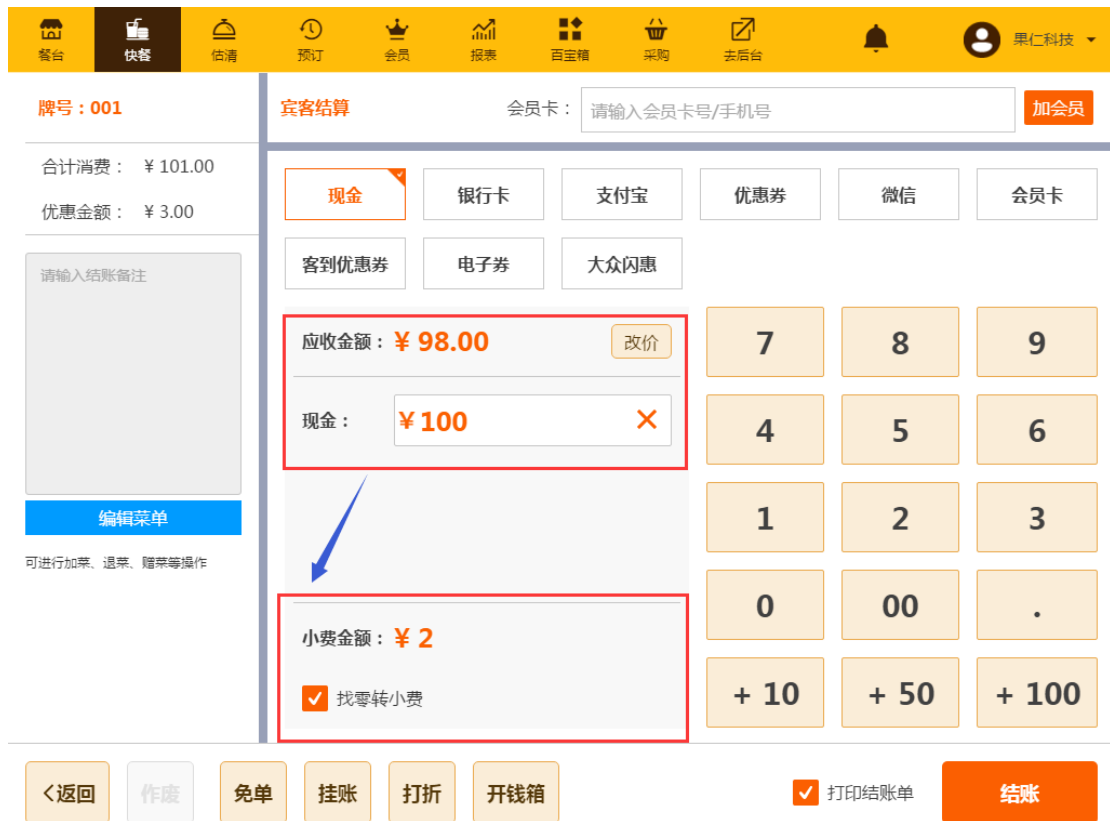 餐台 快餐 估清 预订 会员 报表 百宝箱 采购 去后台 果仁科技
牌号：001
合计消费： ￥101.00
优惠金额： ￥3.00
请输入结账备注
编辑菜单
可进行加菜、退菜、赠菜等操作
宾客结算 会员卡： 请输入会员卡号/手机号 加会员
现金 银行卡 支付宝 优惠券 微信 会员卡
客到优惠券 电子券 大众闪惠
应收金额：￥98.00 改价
现金： ￥100
小费金额：￥2
找零转小费
7 8 9
4 5 6
1 2 3
0 00 .
+ 10 + 50 + 100
<返回 作废 免单 挂账 打折 开钱箱 打印结账单 结账